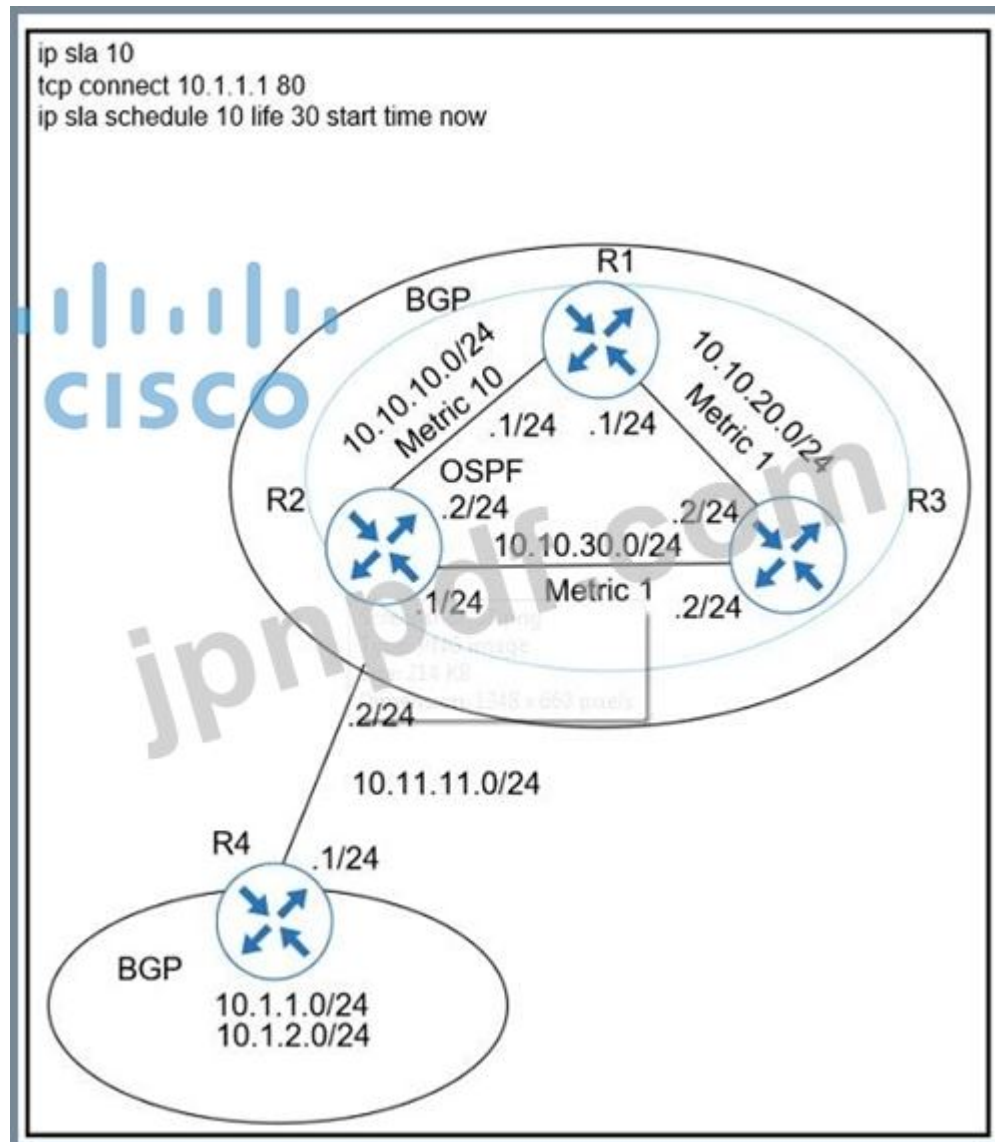 ip sla 10
tcp connect 10.1.1.1 80
ip sla schedule 10 life 30 start time now
R1
BGP
CISCO
10.10.10.0/24
Metric 10
10.10.20.0/24
Metric 1
.1/24
.1/24
OSPF
R2
R3
.2/24
.2/24
10.10.30.0/24
.1/24
Metric 1
.2/24
jpnpdf.com
.2/24
10.11.11.0/24
R4
.1/24
BGP
10.1.1.0/24
10.1.2.0/24